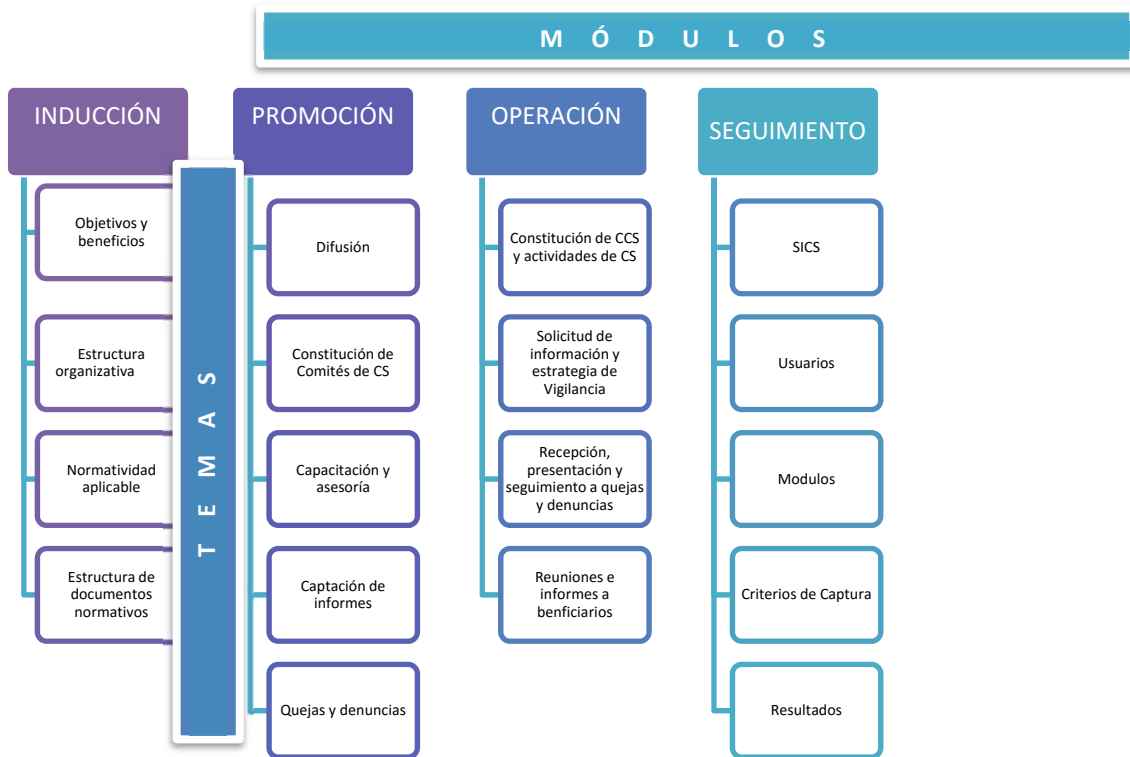 M Ó D U L O S
INDUCCIÓN
Objetivos y
beneficios
Estructura
organizativa
Normatividad
aplicable
Estructura de
documentos
normativos
T E M A S
PROMOCIÓN
Difusión
Constitución de
Comités de CS
Capacitación y
asesoría
Captación de
informes
Quejas y denuncias
OPERACIÓN
Constitución de CCS
y actividades de CS
Solicitud de
información y
estrategia de
Vigilancia
Recepción,
presentación y
seguimiento a quejas
y denuncias
Reuniones e
informes a
benficiarios
SEGUIMIENTO
SICS
Usuarios
Modulos
Criterios de Captura
Resultados